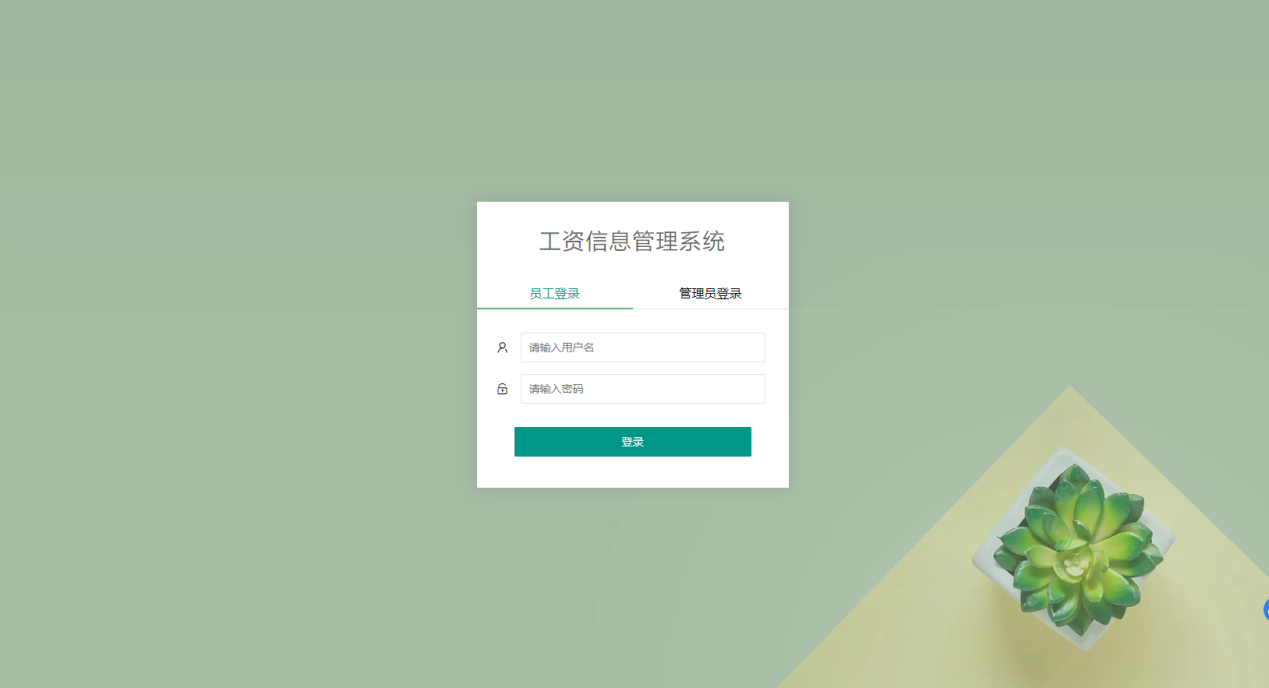 工资信息管理系统
员工登录 管理员登录
请输入用户名
请输入密码
登录